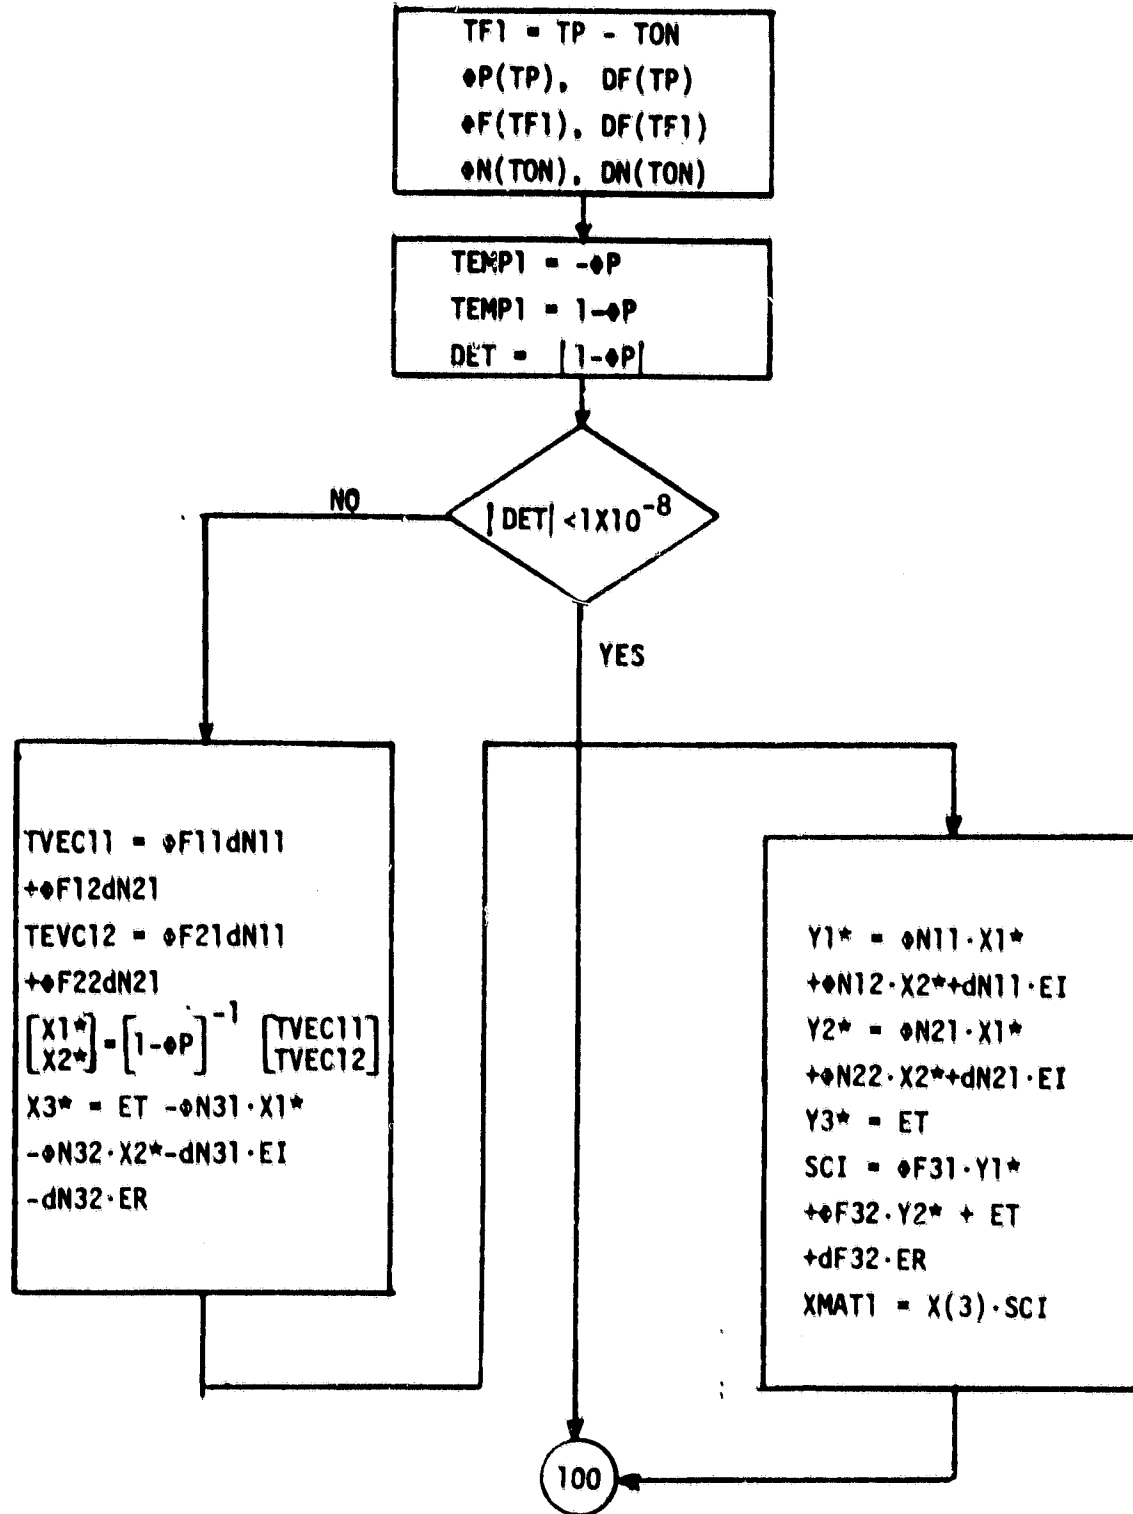 TF1 = TP - TON
ΦP(TP), DF(TP)
ΦF(TF1), DF(TF1)
ΦN(TON), DN(TON)
TEMP1 = -ΦP
TEMP1 = 1-ΦP
DET = |1-ΦP|
|DET| <1X10⁻⁸
NO
YES
TVEC11 = ΦF11dN11
+ΦF12dN21
TEVC12 = ΦF21dN11
+ΦF22dN21
[X1* X2*] = [1-ΦP]⁻¹ [TVEC11 TVEC12]
X3* = ET -ΦN31·X1*
-ΦN32·X2*-dN31·EI
-dN32·ER
Y1* = ΦN11·X1*
+ΦN12·X2*+dN11·EI
Y2* = ΦN21·X1*
+ΦN22·X2*+dN21·EI
Y3* = ET
SCI = ΦF31·Y1*
+ΦF32·Y2* + ET
+dF32·ER
XMAT1 = X(3)·SCI
100